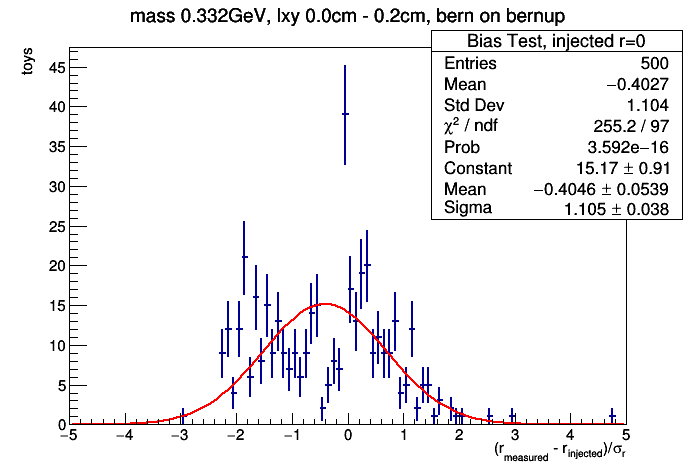 mass 0.332GeV, lxy 0.0cm - 0.2cm, bern on bernup
Bias Test, injected r=0
Entries 500
Mean −0.4027
Std Dev 1.104
χ² / ndf 255.2 / 97
Prob 3.592e−16
Constant 15.17 ± 0.91
Mean −0.4046 ± 0.0539
Sigma 1.105 ± 0.038
toys
45
40
35
30
25
20
15
10
5
0
−5 −4 −3 −2 −1 0 1 2 3 4 5
(r_measured - r_injected)/σ_r